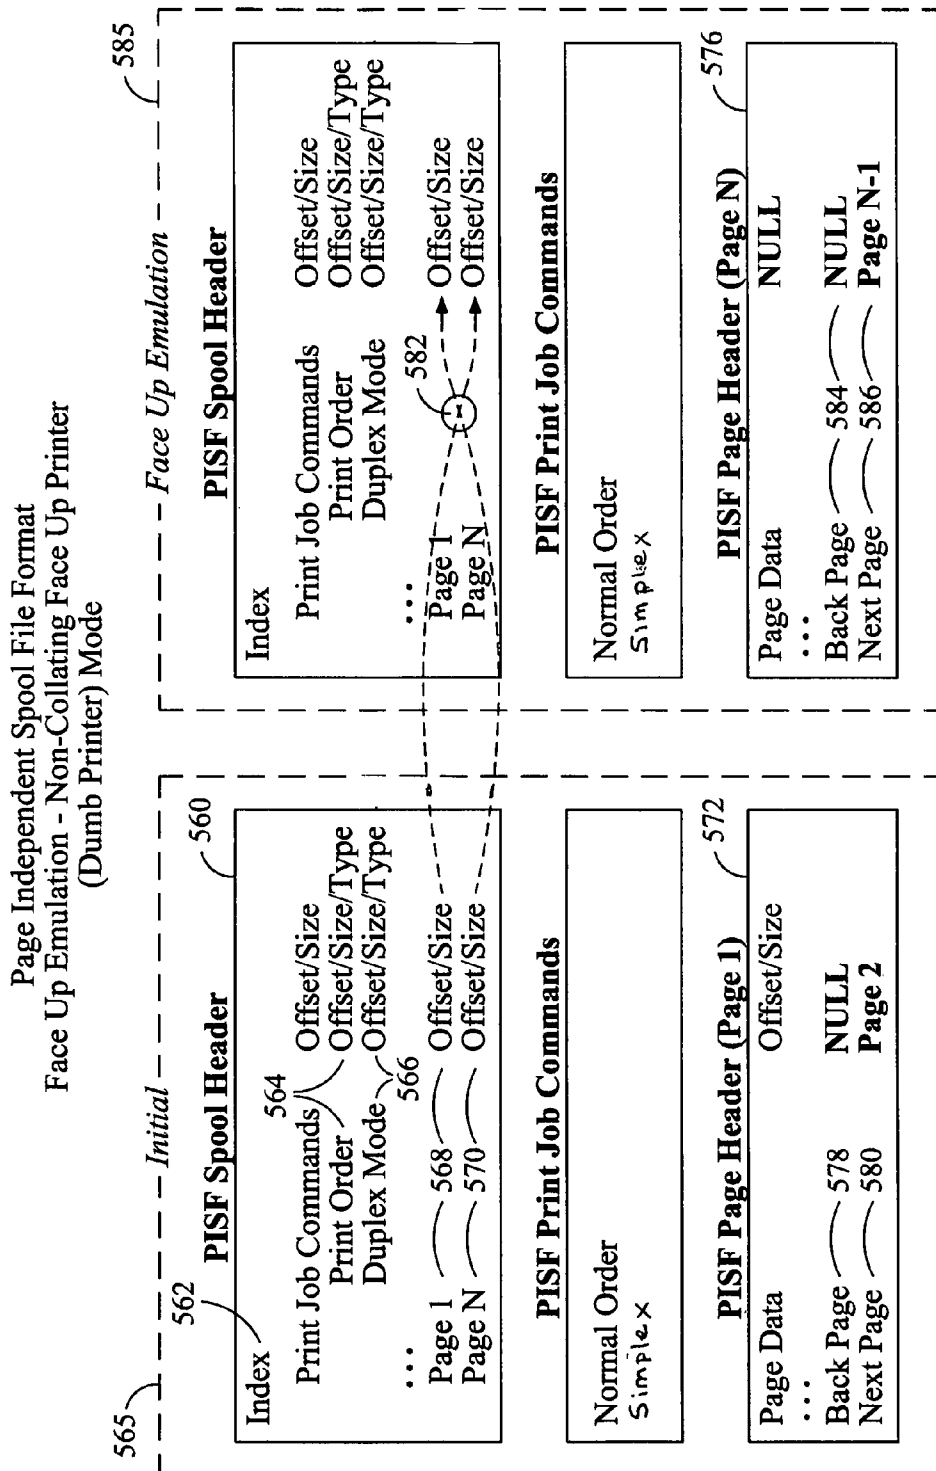 Page Independent Spool File Format
Face Up Emulation - Non-Collating Face Up Printer
(Dumb Printer) Mode
565
Initial
562
PISF Spool Header
560
Index
564
Print Job Commands Offset/Size
Print Order Offset/Size/Type
Duplex Mode Offset/Size/Type
566
...
Page 1 568 Offset/Size
Page N 570 Offset/Size
PISF Print Job Commands
Normal Order
Simplex
PISF Page Header (Page 1)
572
Page Data Offset/Size
...
Back Page 578 NULL
Next Page 580 Page 2
Face Up Emulation
585
PISF Spool Header
Index
Print Job Commands Offset/Size
Print Order Offset/Size/Type
Duplex Mode Offset/Size/Type
582
...
Page 1 Offset/Size
Page N Offset/Size
PISF Print Job Commands
Normal Order
Simplex
PISF Page Header (Page N)
576
Page Data NULL
...
Back Page 584 NULL
Next Page 586 Page N-1